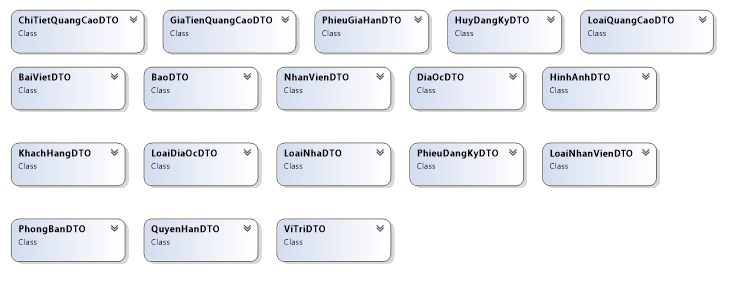 ChiTietQuangCaoDTO
Class
GiaTienQuangCaoDTO
Class
PhieuGiaHanDTO
Class
HuyDangKyDTO
Class
LoaiQuangCaoDTO
Class
BaiVietDTO
Class
BaoDTO
Class
NhanVienDTO
Class
DiaOcDTO
Class
HinhAnhDTO
Class
KhachHangDTO
Class
LoaiDiaOcDTO
Class
LoaiNhaDTO
Class
PhieuDangKyDTO
Class
LoaiNhanVienDTO
Class
PhongBanDTO
Class
QuyenHanDTO
Class
ViTriDTO
Class